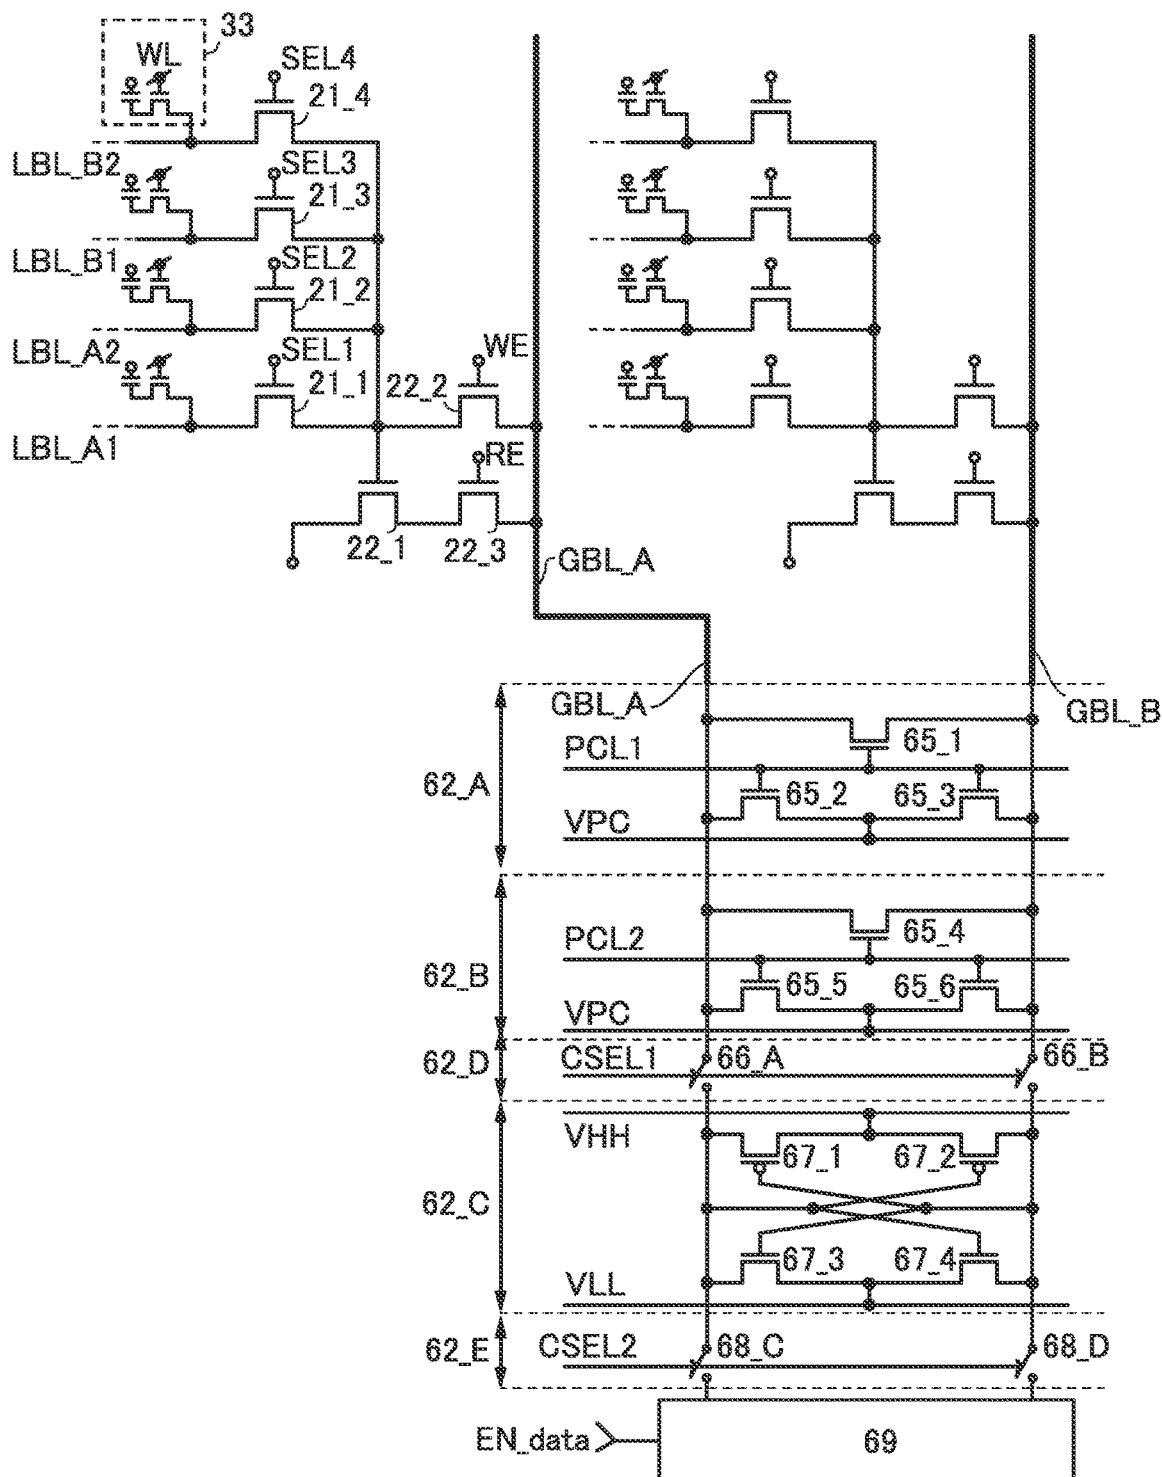 33
WL
SEL4
21_4
LBL_B2
SEL3
21_3
LBL_B1
SEL2
21_2
LBL_A2
SEL1
21_1
WE
22_2
LBL_A1
RE
22_1
22_3
GBL_A
GBL_A
GBL_B
62_A
PCL1
65_1
65_2
65_3
VPC
62_B
PCL2
65_4
65_5
65_6
VPC
62_D
CSEL1
66_A
66_B
62_C
VHH
67_1
67_2
67_3
67_4
VLL
62_E
CSEL2
68_C
68_D
EN_data
69